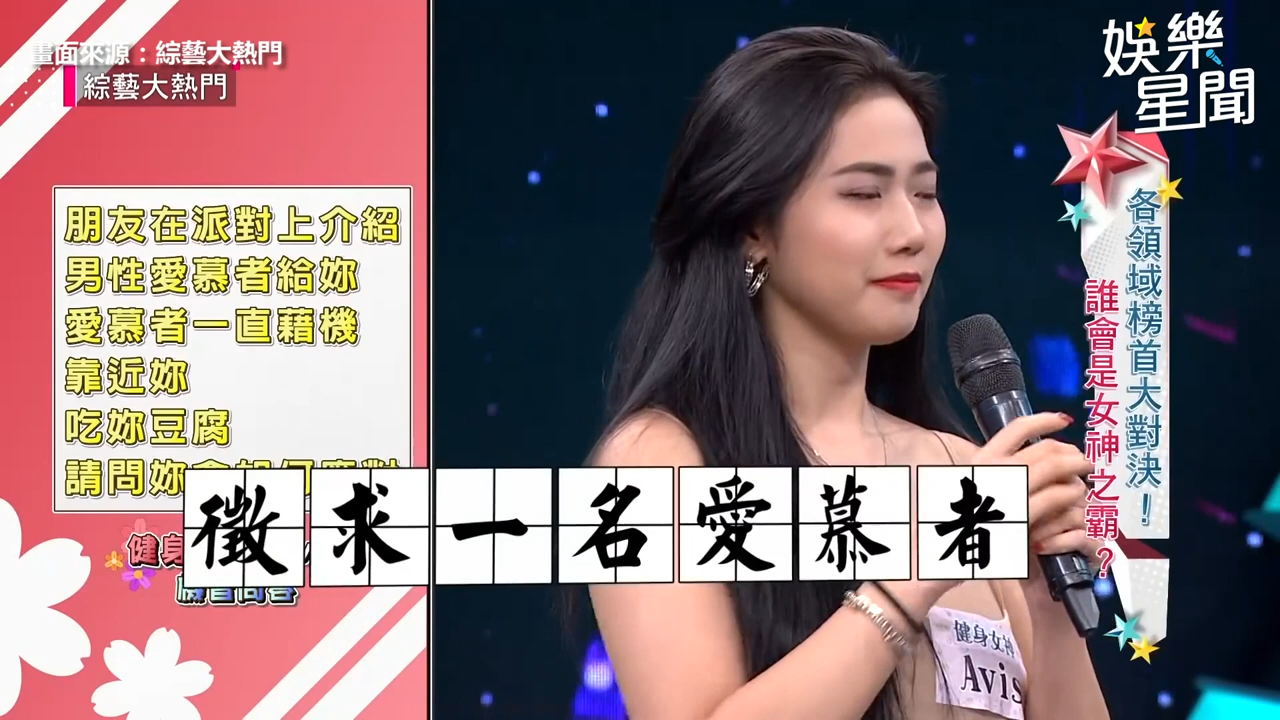 畫面來源：綜藝大熱門
綜藝大熱門
娛樂
星聞
朋友在派對上介紹
男性愛慕者給妳
愛慕者一直藉機
靠近妳
吃妳豆腐
請問妳
徵求一名愛慕者
健身
各領域榜首大對決！
誰會是女神之霸？
健身女神
Avis